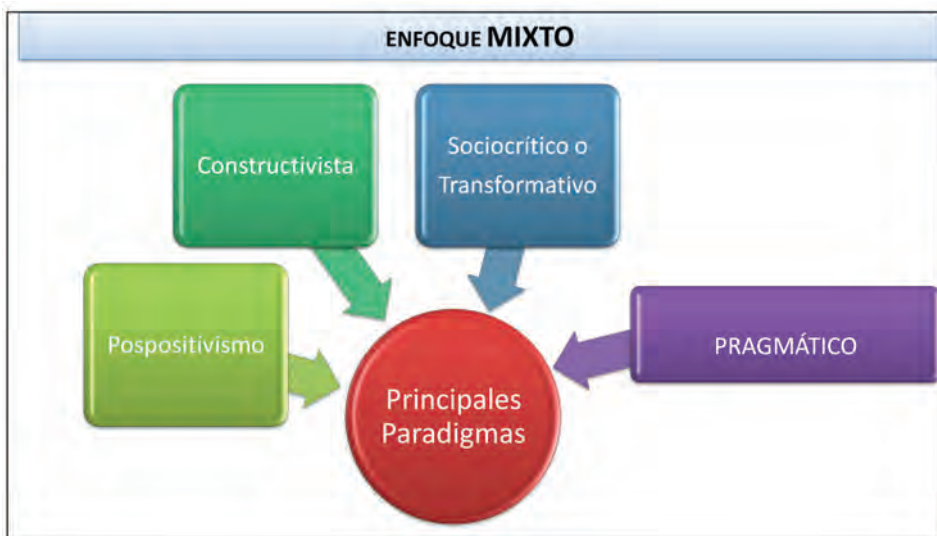 ENFOQUE MIXTO
Constructivista
Sociocrítico o
Transformativo
Pospositivismo
PRAGMÁTICO
Principales
Paradigmas